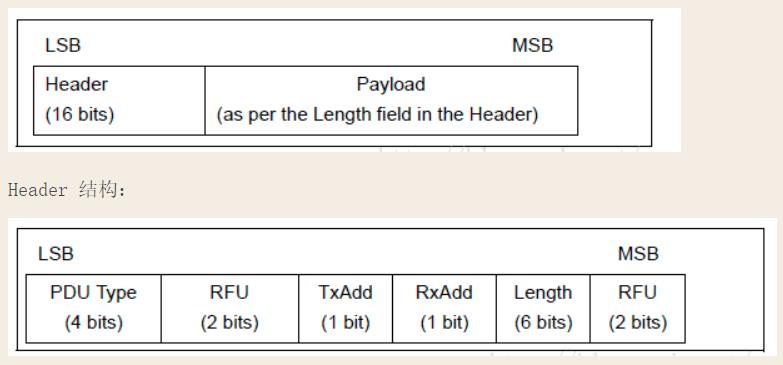 LSB MSB
Header Payload
(16 bits) (as per the Length field in the Header)
Header 结构:
LSB MSB
PDU Type RFU TxAdd RxAdd Length RFU
(4 bits) (2 bits) (1 bit) (1 bit) (6 bits) (2 bits)